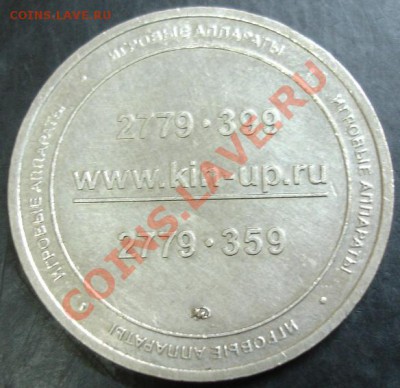 COINS.LAVE.RU
ИГРОВЫЕ АППАРАТЫ · ИГРОВЫЕ АППАРАТЫ · ИГРОВЫЕ АППАРАТЫ · ИГРОВЫЕ АППАРАТЫ ·
2779·399
www.kin-up.ru
2779·359
COINS.LAVE.RU